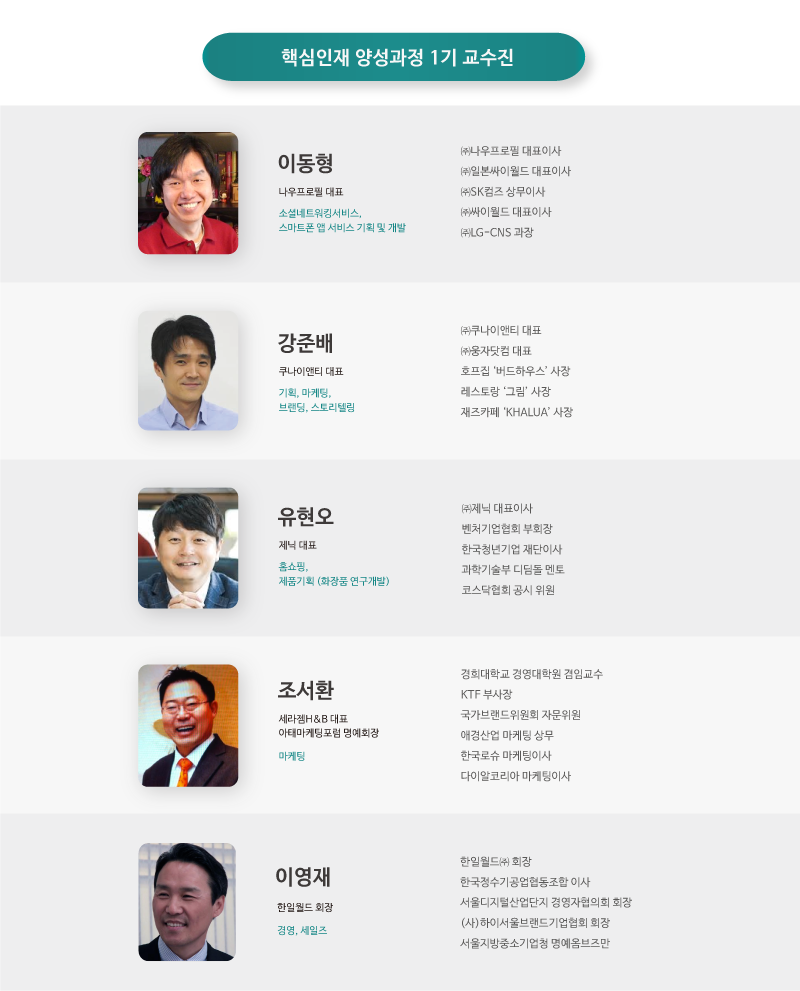 핵심인재 양성과정 1기 교수진
이동형
나우프로필 대표
소셜네트워킹서비스,
스마트폰 앱 서비스 기획 및 개발
㈜나우프로필 대표이사
㈜일본싸이월드 대표이사
㈜SK컴즈 상무이사
㈜싸이월드 대표이사
㈜LG-CNS 과장
강준배
쿠나이앤티 대표
기획, 마케팅,
브랜딩, 스토리텔링
㈜쿠나이앤티 대표
㈜웅자닷컴 대표
호프집 ‘버드하우스’ 사장
레스토랑 ‘그림’ 사장
재즈카페 ‘KHALUA’ 사장
유현오
제닉 대표
홈쇼핑,
제품기획 (화장품 연구개발)
㈜제닉 대표이사
벤처기업협회 부회장
한국청년기업 재단이사
과학기술부 디딤돌 멘토
코스닥협회 공시 위원
조서환
세라젬H&B 대표
아태마케팅포럼 명예회장
마케팅
경희대학교 경영대학원 겸임교수
KTF 부사장
국가브랜드위원회 자문위원
애경산업 마케팅 상무
한국로슈 마케팅이사
다이알코리아 마케팅이사
이영재
한일월드 회장
경영, 세일즈
한일월드㈜ 회장
한국정수기공업협동조합 이사
서울디지털산업단지 경영자협의회 회장
(사)하이서울브랜드기업협회 회장
서울지방중소기업청 명예옴브즈만